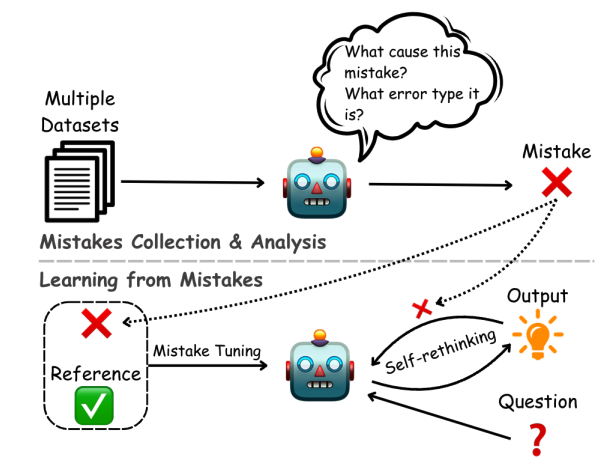 What cause this
mistake?
What error type it
is?
Multiple
Datasets
Mistake
Mistakes Collection & Analysis
Learning from Mistakes
Output
Self-rethinking
Mistake Tuning
Reference
Question
?